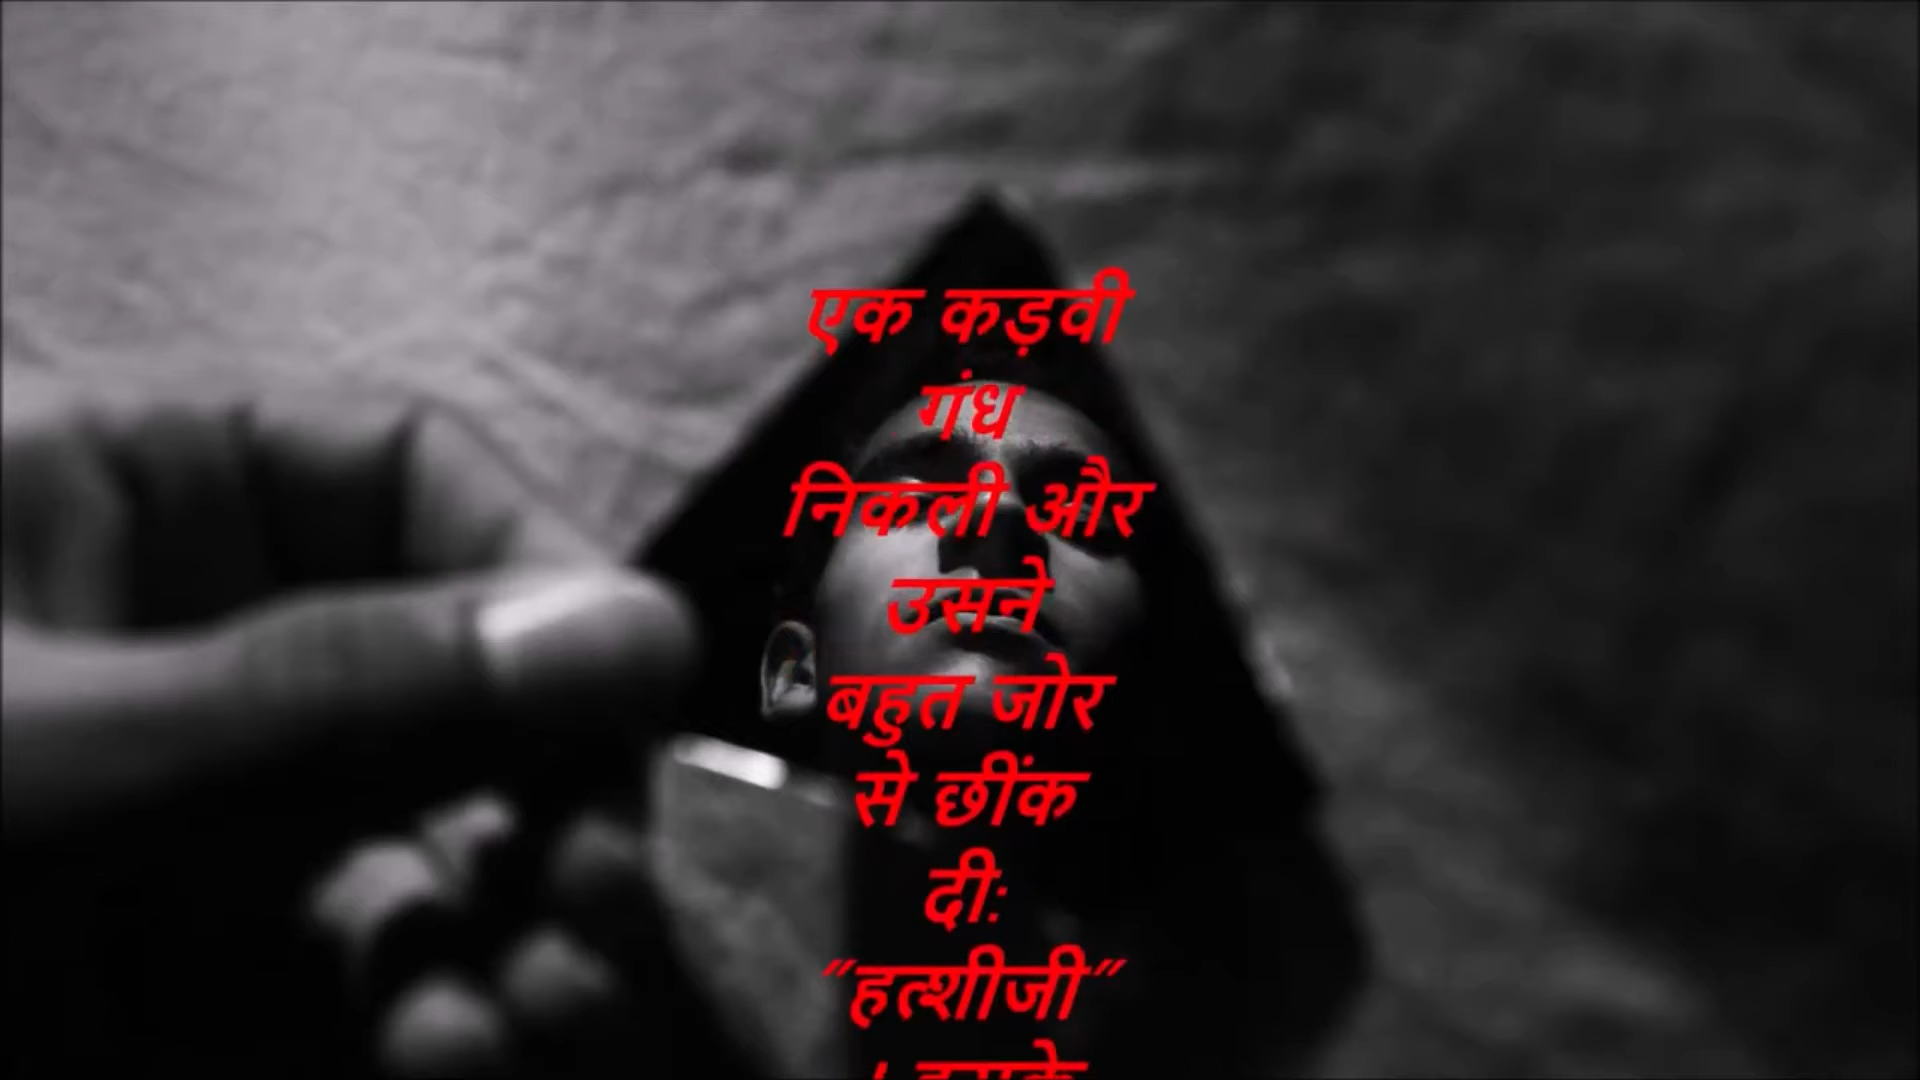 एक कड़वी
गंध
निकली और
उसने
बहुत जोर
से छींक
दी:
"हत्शीजी"